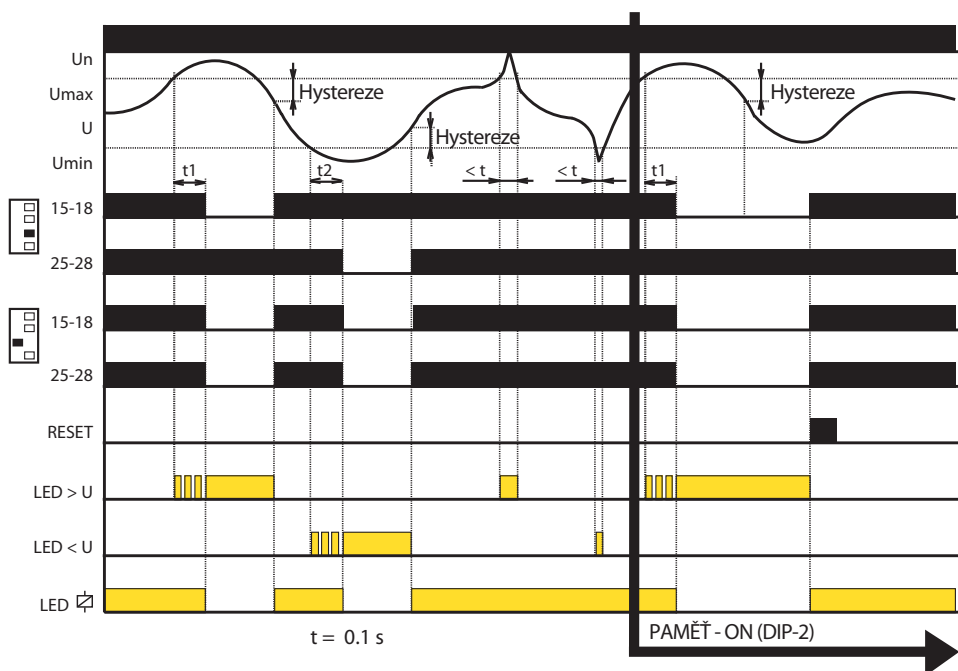 Un
Umax
Hystereze
Hystereze
U
Hystereze
Umin
t1
t2
< t
< t
t1
15-18
25-28
15-18
25-28
RESET
LED > U
LED < U
LED
t = 0.1 s
PAMĚŤ - ON (DIP-2)